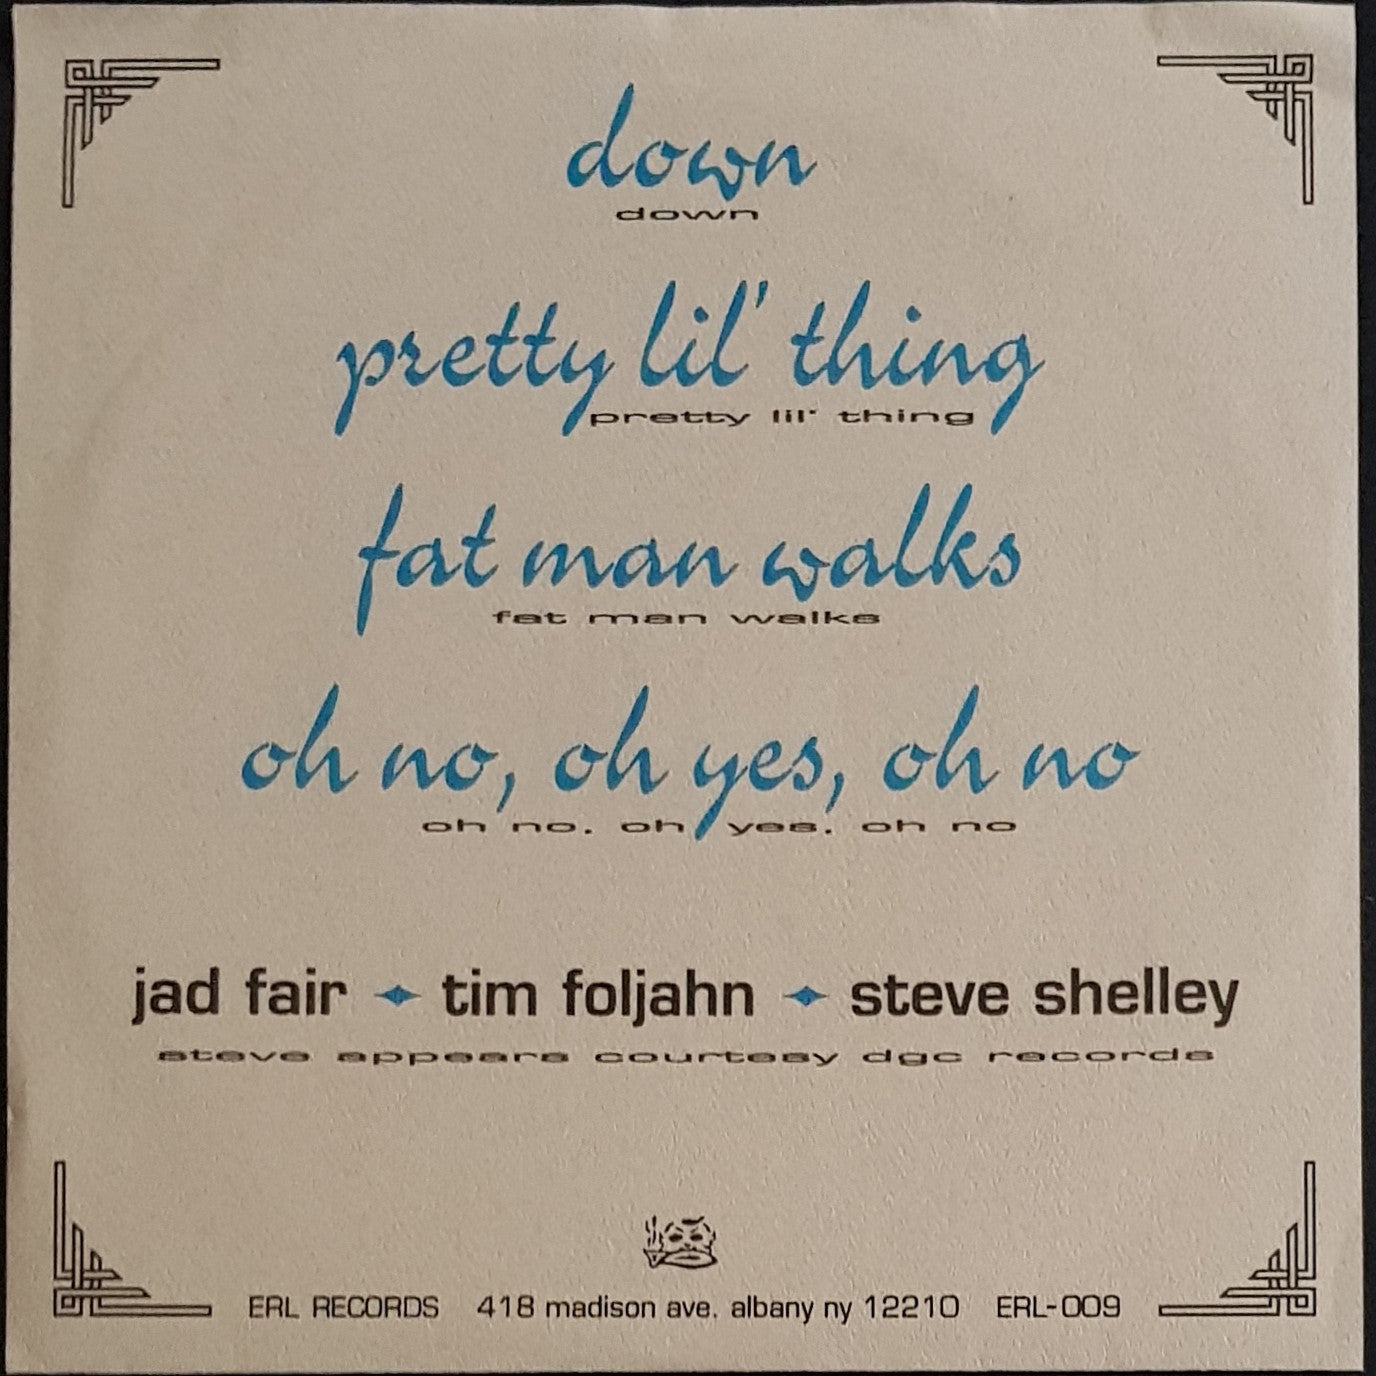 down
down
pretty lil' thing
pretty lil' thing
fat man walks
fat man walks
oh no, oh yes, oh no
oh no. oh yes. oh no
jad fair tim foljahn steve shelley
steve appears courtesy dgc records
ERL RECORDS 418 madison ave. albany ny 12210 ERL-009